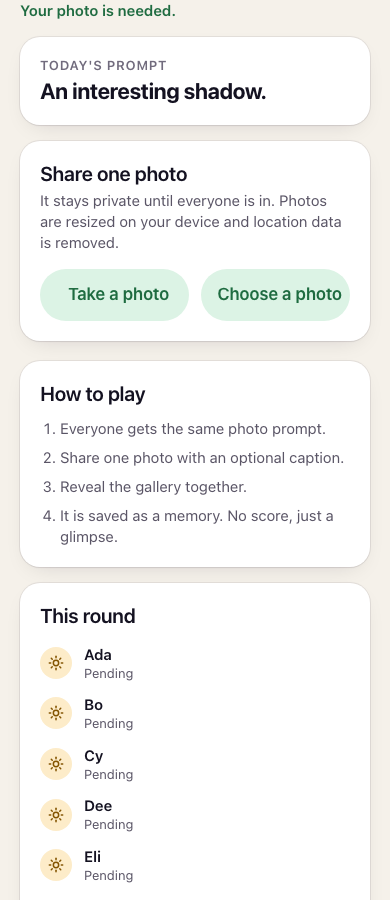 Your photo is needed.
TODAY'S PROMPT
An interesting shadow.
Share one photo
It stays private until everyone is in. Photos
are resized on your device and location data
is removed.
Take a photo
Choose a photo
How to play
1. Everyone gets the same photo prompt.
2. Share one photo with an optional caption.
3. Reveal the gallery together.
4. It is saved as a memory. No score, just a
glimpse.
This round
Ada
Pending
Bo
Pending
Cy
Pending
Dee
Pending
Eli
Pending